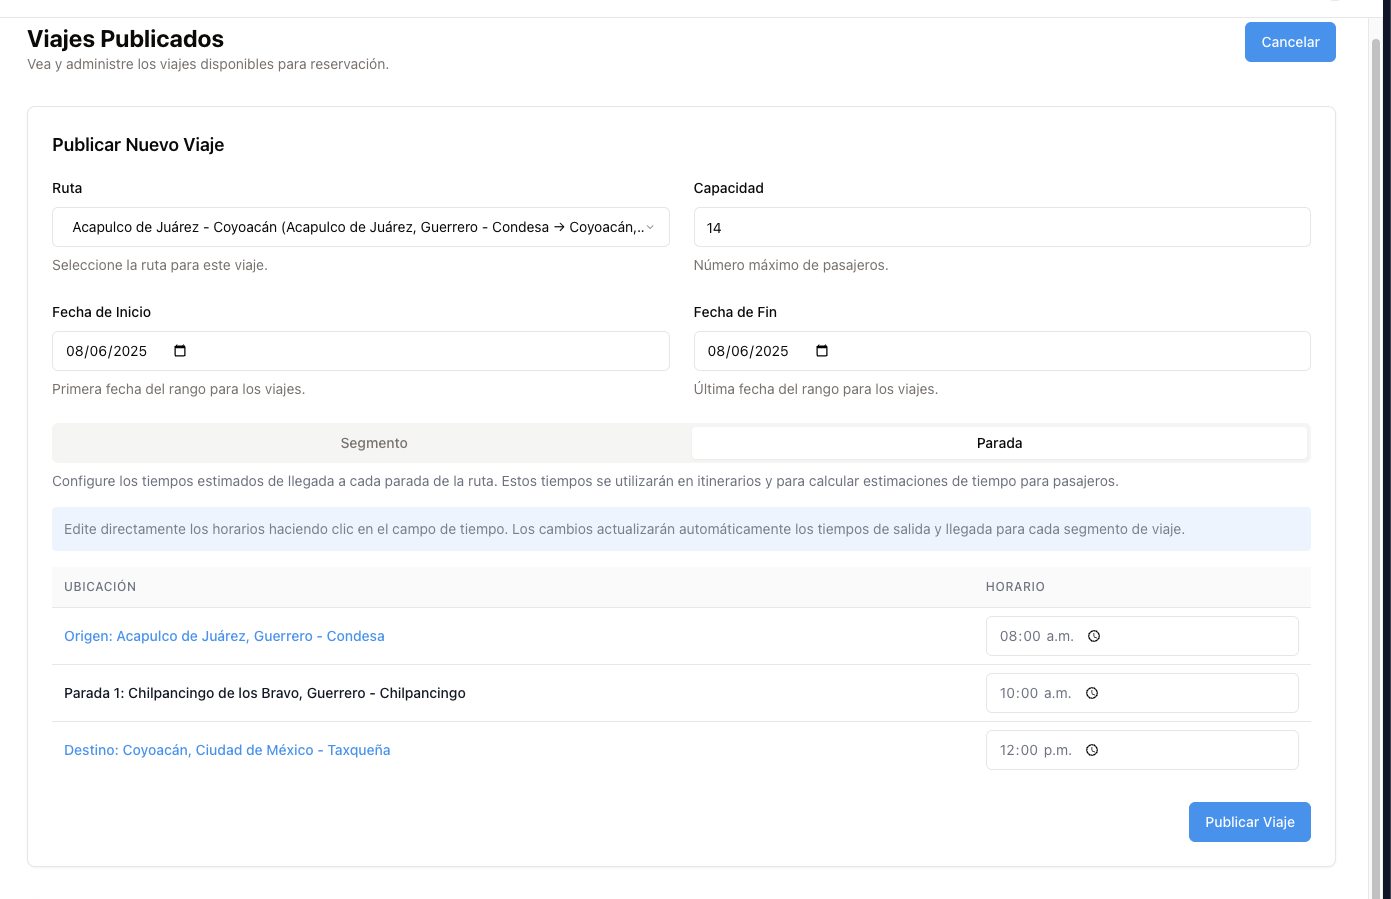 Viajes Publicados
Cancelar
Vea y administre los viajes disponibles para reservación.
Publicar Nuevo Viaje
Ruta
Capacidad
Acapulco de Juárez - Coyoacán (Acapulco de Juárez, Guerrero - Condesa → Coyoacán,..
14
Seleccione la ruta para este viaje.
Número máximo de pasajeros.
Fecha de Inicio
Fecha de Fin
08/06/2025
08/06/2025
Primera fecha del rango para los viajes.
Última fecha del rango para los viajes.
Segmento
Parada
Configure los tiempos estimados de llegada a cada parada de la ruta. Estos tiempos se utilizarán en itinerarios y para calcular estimaciones de tiempo para pasajeros.
Edite directamente los horarios haciendo clic en el campo de tiempo. Los cambios actualizarán automáticamente los tiempos de salida y llegada para cada segmento de viaje.
UBICACIÓN
HORARIO
Origen: Acapulco de Juárez, Guerrero - Condesa
08:00 a.m.
Parada 1: Chilpancingo de los Bravo, Guerrero - Chilpancingo
10:00 a.m.
Destino: Coyoacán, Ciudad de México - Taxqueña
12:00 p.m.
Publicar Viaje